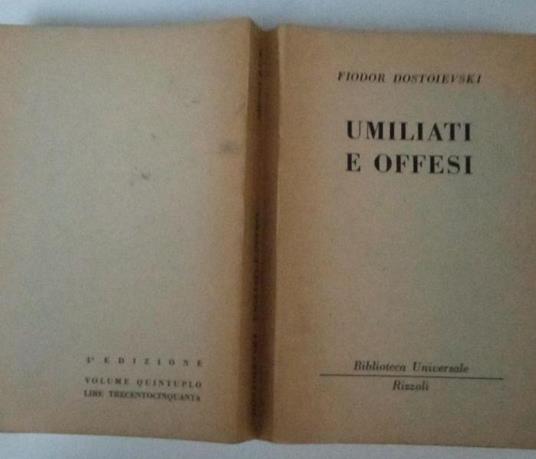 FIODOR DOSTOIEVSKI
UMILIATI
E OFFESI
Biblioteca Universale
Rizzoli
EDIZIONE
VOLUME QUINTUPLO
LIRE TRECENTOCINQUANTA